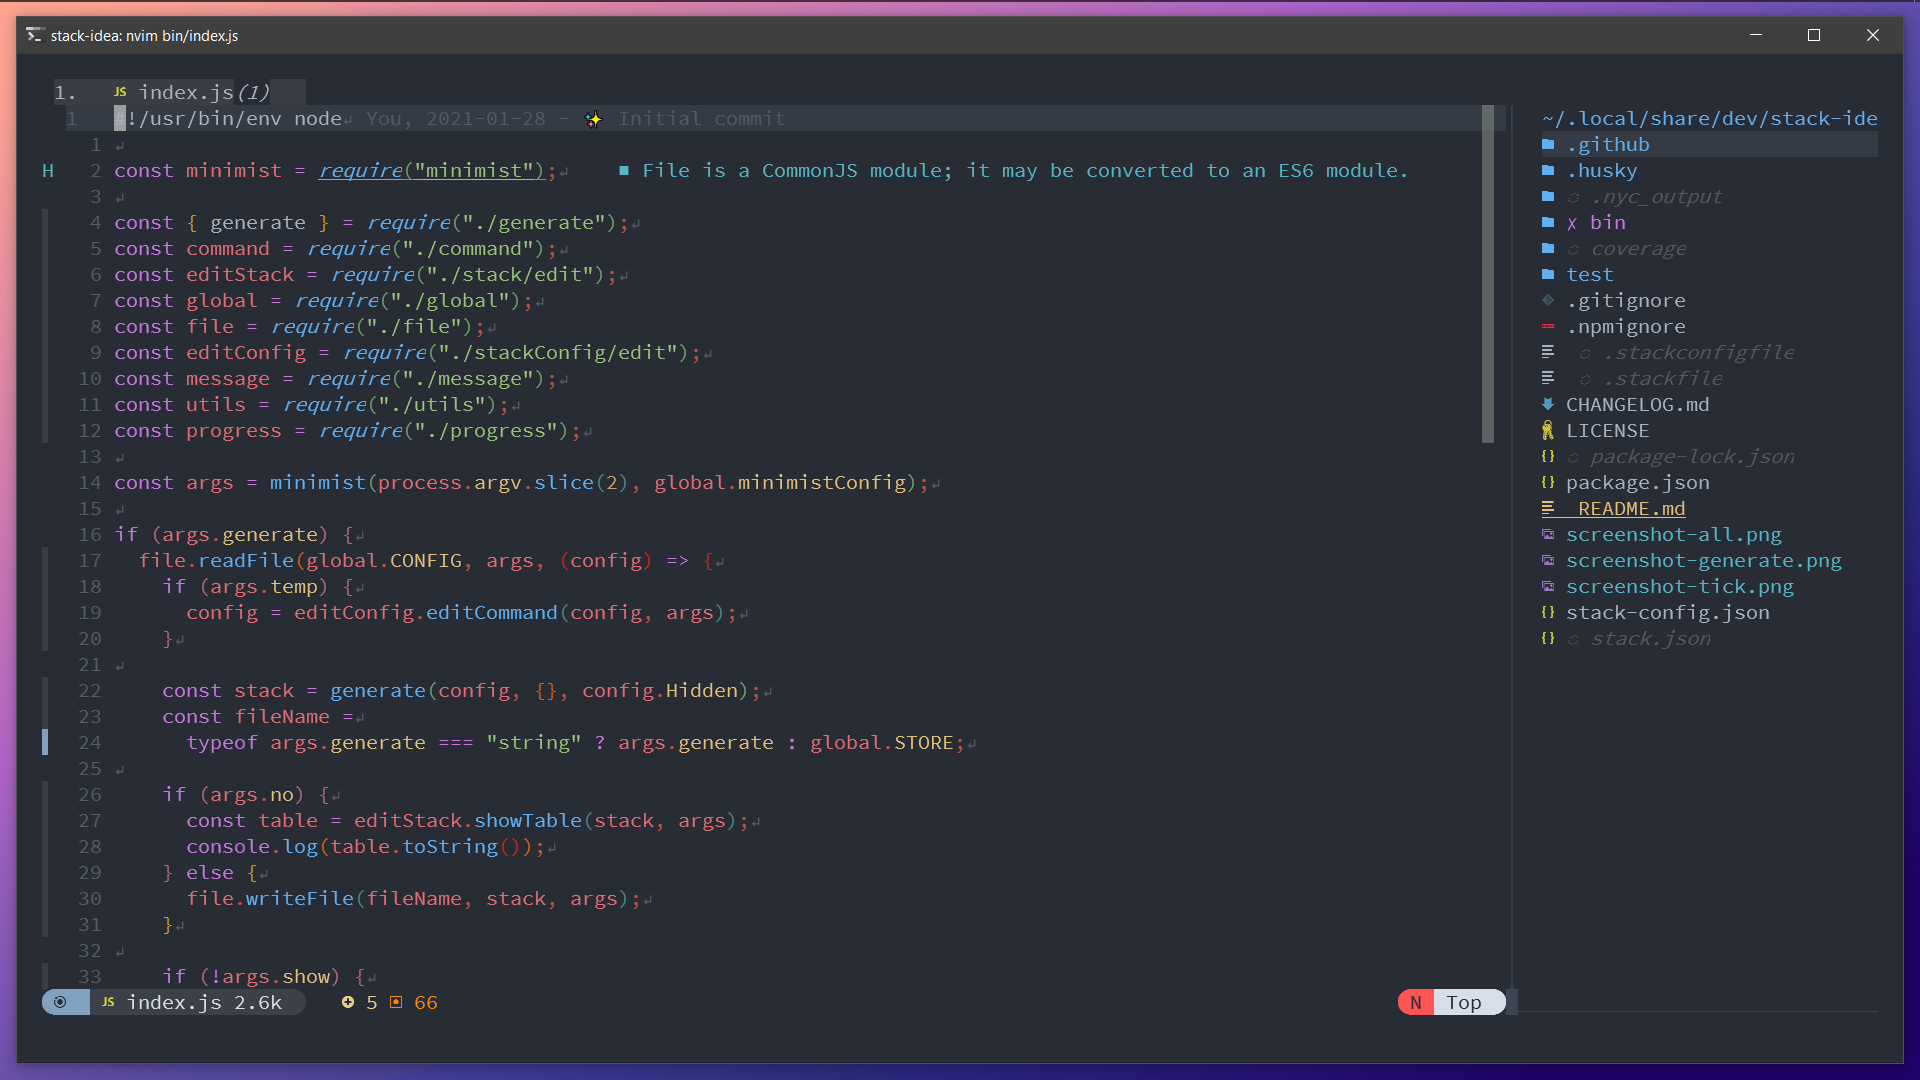 stack-idea: nvim bin/index.js
1. JS index.js(1)
1 #!/usr/bin/env node You, 2021-01-28 - ✨ Initial commit
1
H 2 const minimist = require("minimist"); ■ File is a CommonJS module; it may be converted to an ES6 module.
3
4 const { generate } = require("./generate");
5 const command = require("./command");
6 const editStack = require("./stack/edit");
7 const global = require("./global");
8 const file = require("./file");
9 const editConfig = require("./stackConfig/edit");
10 const message = require("./message");
11 const utils = require("./utils");
12 const progress = require("./progress");
13
14 const args = minimist(process.argv.slice(2), global.minimistConfig);
15
16 if (args.generate) {
17   file.readFile(global.CONFIG, args, (config) => {
18     if (args.temp) {
19       config = editConfig.editCommand(config, args);
20     }
21
22     const stack = generate(config, {}, config.Hidden);
23     const fileName =
24       typeof args.generate === "string" ? args.generate : global.STORE;
25
26     if (args.no) {
27       const table = editStack.showTable(stack, args);
28       console.log(table.toString());
29     } else {
30       file.writeFile(fileName, stack, args);
31     }
32
33     if (!args.show) {
JS index.js 2.6k 5 66
N Top
~/.local/share/dev/stack-ide
.github
.husky
.nyc_output
✗ bin
coverage
test
.gitignore
.npmignore
.stackconfigfile
.stackfile
CHANGELOG.md
LICENSE
{} package-lock.json
{} package.json
README.md
screenshot-all.png
screenshot-generate.png
screenshot-tick.png
{} stack-config.json
{} stack.json